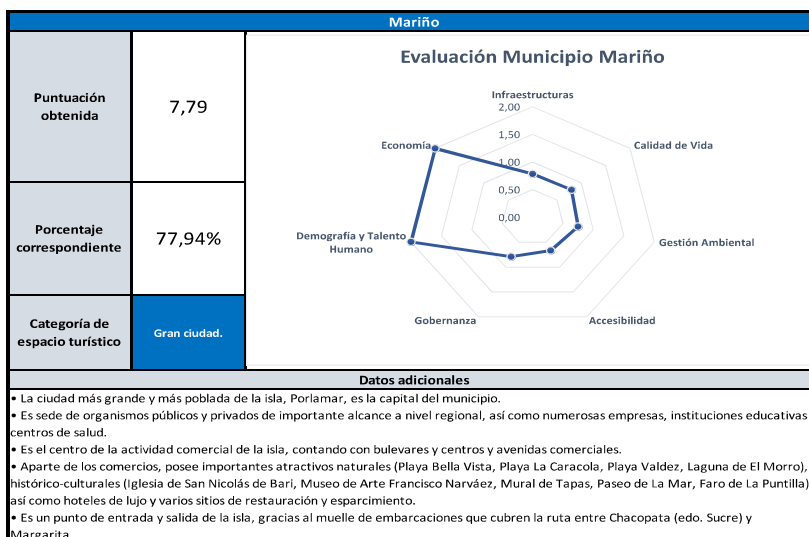 Mariño
Puntuación
obtenida
7,79
Porcentaje
correspondiente
77,94%
Categoría de
espacio turístico
Gran ciudad.
Evaluación Municipio Mariño
Infraestructuras
2,00
1,50
1,00
0,50
0,00
Calidad de Vida
Gestión Ambiental
Accesibilidad
Gobernanza
Demografía y Talento
Humano
Economía
Datos adicionales
• La ciudad más grande y más poblada de la isla, Porlamar, es la capital del municipio.
• Es sede de organismos públicos y privados de importante alcance a nivel regional, así como numerosas empresas, instituciones educativas
centros de salud.
• Es el centro de la actividad comercial de la isla, contando con bulevares y centros y avenidas comerciales.
• Aparte de los comercios, posee importantes atractivos naturales (Playa Bella Vista, Playa La Caracola, Playa Valdez, Laguna de El Morro),
histórico-culturales (Iglesia de San Nicolás de Bari, Museo de Arte Francisco Narváez, Mural de Tapas, Paseo de La Mar, Faro de La Puntilla)
así como hoteles de lujo y varios sitios de restauración y esparcimiento.
• Es un punto de entrada y salida de la isla, gracias al muelle de embarcaciones que cubren la ruta entre Chacopata (edo. Sucre) y
Margarita